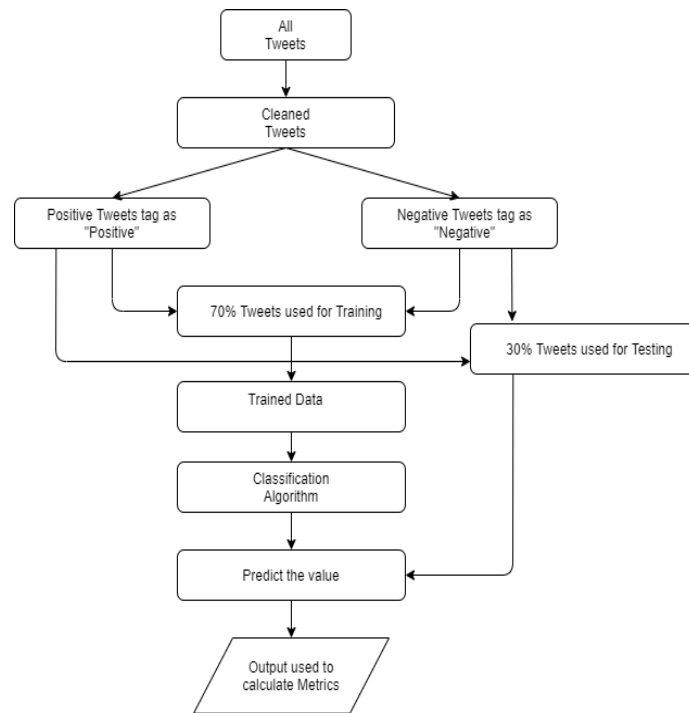 All
Tweets
Cleaned
Tweets
Positive Tweets tag as
"Positive"
Negative Tweets tag as
"Negative"
70% Tweets used for Training
30% Tweets used for Testing
Trained Data
Classification
Algorithm
Predict the value
Output used to
calculate Metrics